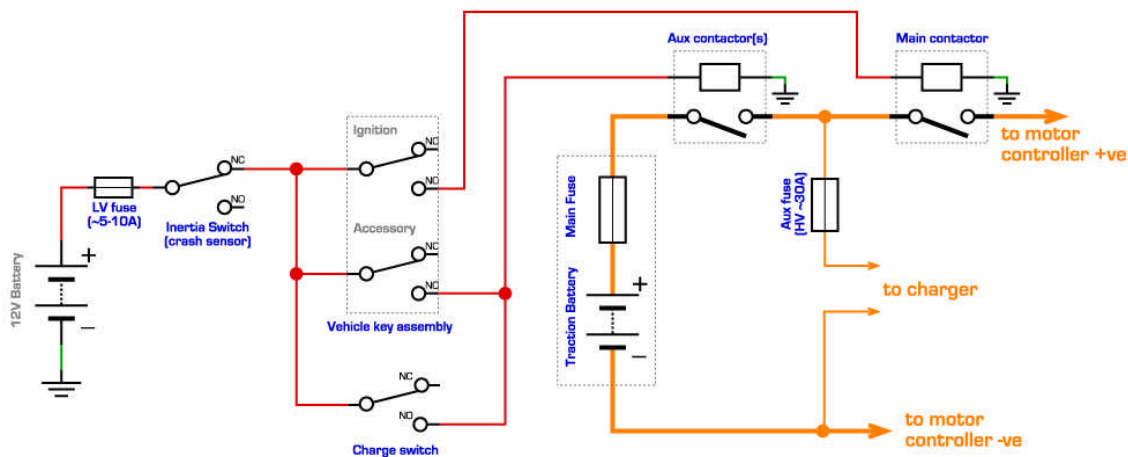 Aux contactor(s)
Main contactor
Ignition
NC
NO
to motor
controller +ve
NC
NO
LV fuse
(~5-10A)
Inertia Switch
(crash sensor)
Accessory
NC
NO
Vehicle key assembly
12V Battery
+
–
Main Fuse
Traction Battery
+
–
Aux fuse
(HV ~30A)
to charger
NC
NO
Charge switch
to motor
controller -ve